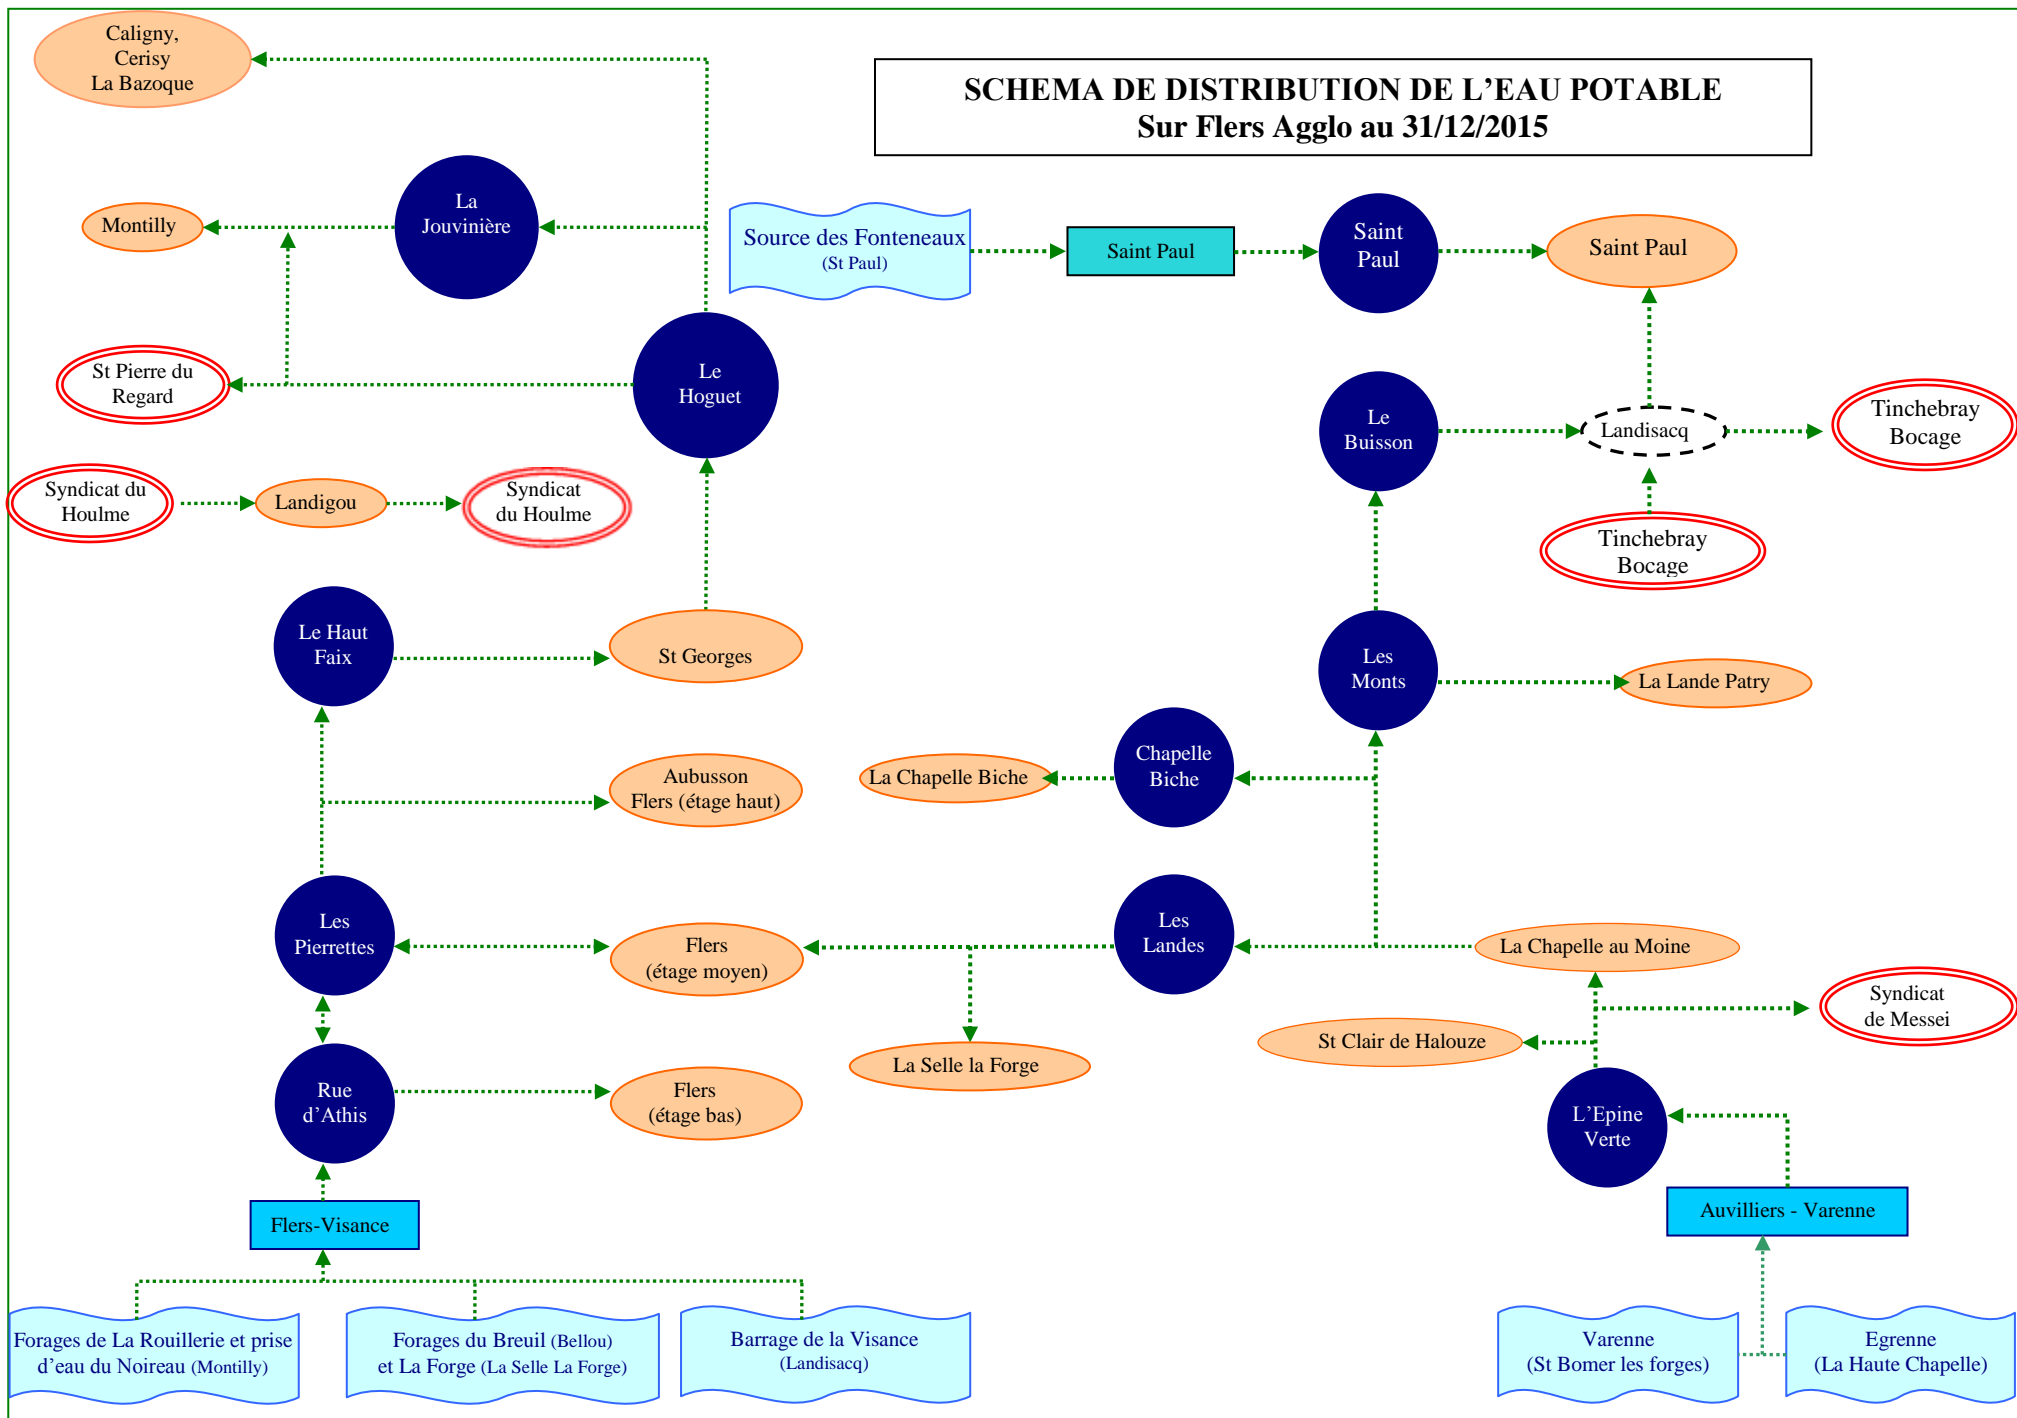 SCHEMA DE DISTRIBUTION DE L'EAU POTABLE
Sur Flers Agglo au 31/12/2015
Caligny,
Cerisy
La Bazoque
Montilly
La
Jouvinière
Source des Fonteneaux
(St Paul)
Saint Paul
Saint
Paul
Saint Paul
St Pierre du
Regard
Le
Hoguet
Le
Buisson
Landisacq
Tinchebray
Bocage
Syndicat du
Houlme
Landigou
Syndicat
du Houlme
Tinchebray
Bocage
Le Haut
Faix
St Georges
Les
Monts
La Lande Patry
Aubusson
Flers (étage haut)
La Chapelle Biche
Chapelle
Biche
Les
Pierrettes
Flers
(étage moyen)
Les
Landes
La Chapelle au Moine
Syndicat
de Messei
La Selle la Forge
St Clair de Halouze
Rue
d'Athis
Flers
(étage bas)
L'Epine
Verte
Flers-Visance
Auvilliers - Varenne
Forages de La Rouillerie et prise
d'eau du Noireau (Montilly)
Forages du Breuil (Bellou)
et La Forge (La Selle La Forge)
Barrage de la Visance
(Landisacq)
Varenne
(St Bomer les forges)
Egrenne
(La Haute Chapelle)